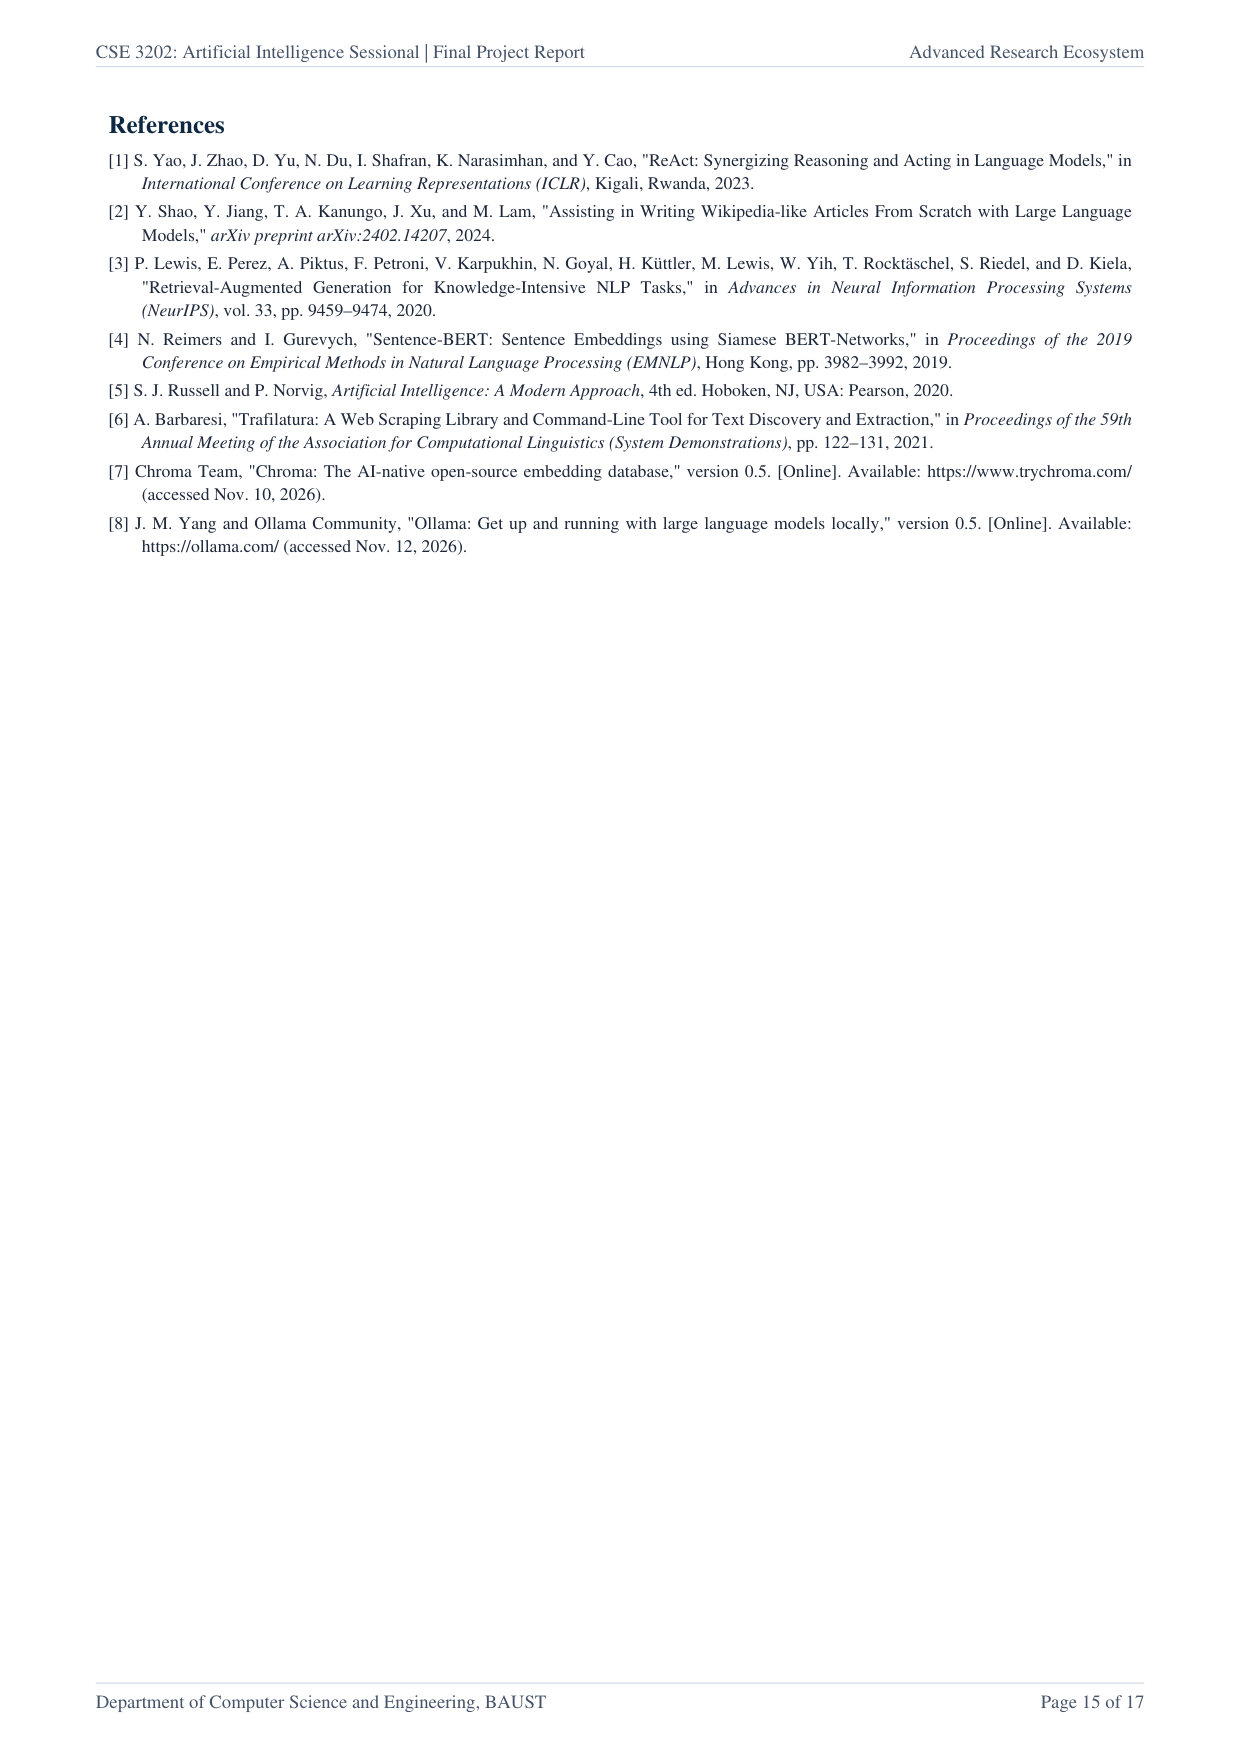 CSE 3202: Artificial Intelligence Sessional | Final Project Report
Advanced Research Ecosystem
References
[1] S. Yao, J. Zhao, D. Yu, N. Du, I. Shafran, K. Narasimhan, and Y. Cao, "ReAct: Synergizing Reasoning and Acting in Language Models," in
International Conference on Learning Representations (ICLR), Kigali, Rwanda, 2023.
[2] Y. Shao, Y. Jiang, T. A. Kanungo, J. Xu, and M. Lam, "Assisting in Writing Wikipedia-like Articles From Scratch with Large Language
Models," arXiv preprint arXiv:2402.14207, 2024.
[3] P. Lewis, E. Perez, A. Piktus, F. Petroni, V. Karpukhin, N. Goyal, H. Küttler, M. Lewis, W. Yih, T. Rocktäschel, S. Riedel, and D. Kiela,
"Retrieval-Augmented Generation for Knowledge-Intensive NLP Tasks," in Advances in Neural Information Processing Systems
(NeurIPS), vol. 33, pp. 9459–9474, 2020.
[4] N. Reimers and I. Gurevych, "Sentence-BERT: Sentence Embeddings using Siamese BERT-Networks," in Proceedings of the 2019
Conference on Empirical Methods in Natural Language Processing (EMNLP), Hong Kong, pp. 3982–3992, 2019.
[5] S. J. Russell and P. Norvig, Artificial Intelligence: A Modern Approach, 4th ed. Hoboken, NJ, USA: Pearson, 2020.
[6] A. Barbaresi, "Trafilatura: A Web Scraping Library and Command-Line Tool for Text Discovery and Extraction," in Proceedings of the 59th
Annual Meeting of the Association for Computational Linguistics (System Demonstrations), pp. 122–131, 2021.
[7] Chroma Team, "Chroma: The AI-native open-source embedding database," version 0.5. [Online]. Available: https://www.trychroma.com/
(accessed Nov. 10, 2026).
[8] J. M. Yang and Ollama Community, "Ollama: Get up and running with large language models locally," version 0.5. [Online]. Available:
https://ollama.com/ (accessed Nov. 12, 2026).
Department of Computer Science and Engineering, BAUST
Page 15 of 17